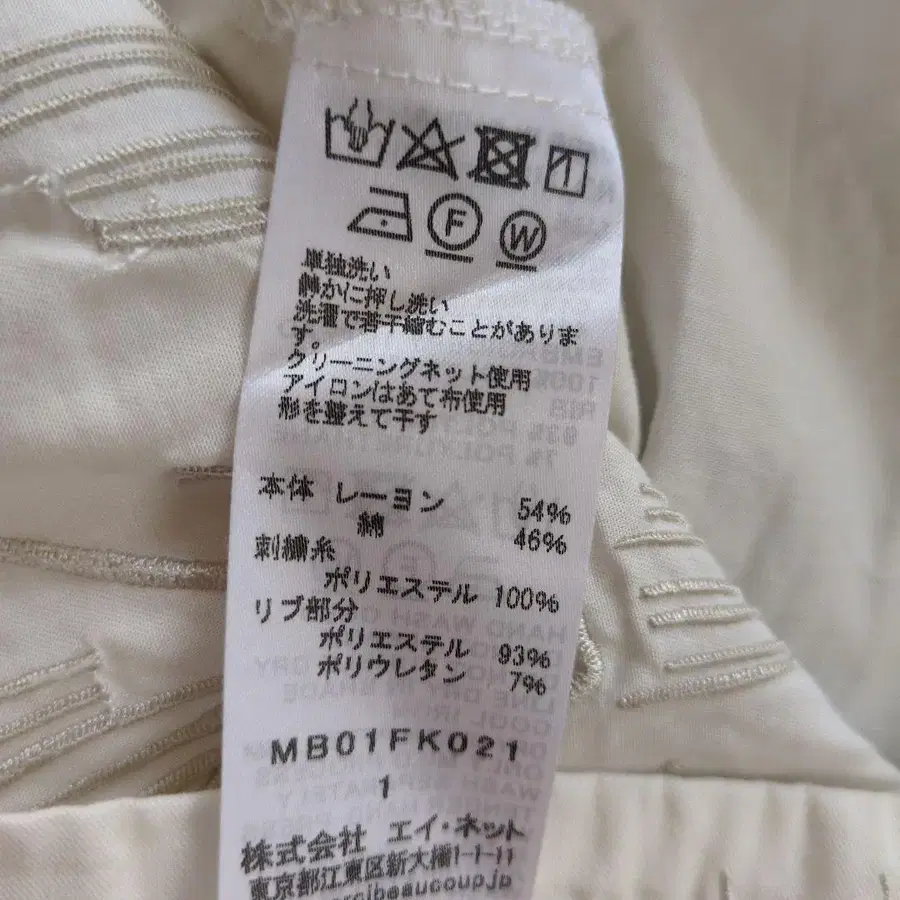 F W
単独洗い
静かに押し洗い
洗濯で若干縮むことがありま
す。
クリーニングネット使用
アイロンはあて布使用
形を整えて干す
本体 レーヨン 54%
綿 46%
刺繍糸
ポリエステル 100%
リブ部分
ポリエステル 93%
ポリウレタン 7%
MB01FK021
1
株式会社 エイ・ネット
東京都江東区新大橋1-1-11